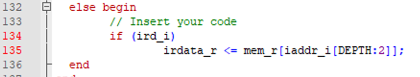 132 else begin
133 // Insert your code
134 if (ird_i)
135 irdata_r <= mem_r[iaddr_i[DEPTH:2]];
136 end